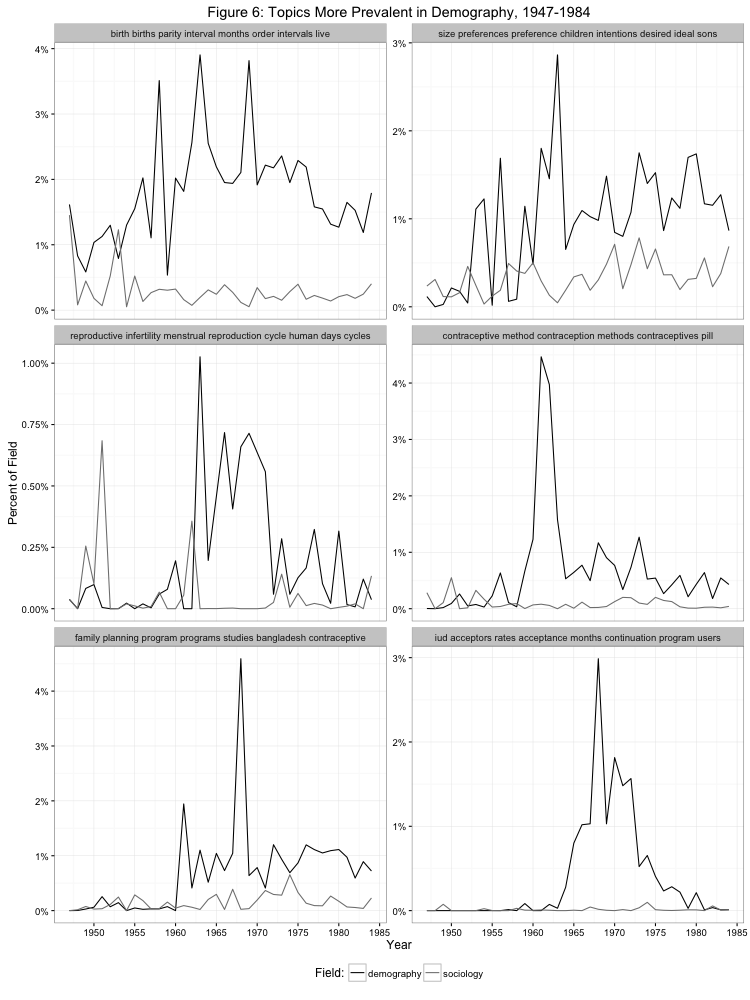 Figure 6: Topics More Prevalent in Demography, 1947-1984
birth births parity interval months order intervals live
size preferences preference children intentions desired ideal sons
4%
3%
2%
1%
0%
3%
2%
1%
0%
reproductive infertility menstrual reproduction cycle human days cycles
contraceptive method contraception methods contraceptives pill
1.00%
0.75%
0.50%
0.25%
0.00%
4%
3%
2%
1%
0%
Percent of Field
family planning program programs studies bangladesh contraceptive
iud acceptors rates acceptance months continuation program users
4%
3%
2%
1%
0%
3%
2%
1%
0%
1950 1955 1960 1965 1970 1975 1980 1985
1950 1955 1960 1965 1970 1975 1980 1985
Year
Field: demography sociology